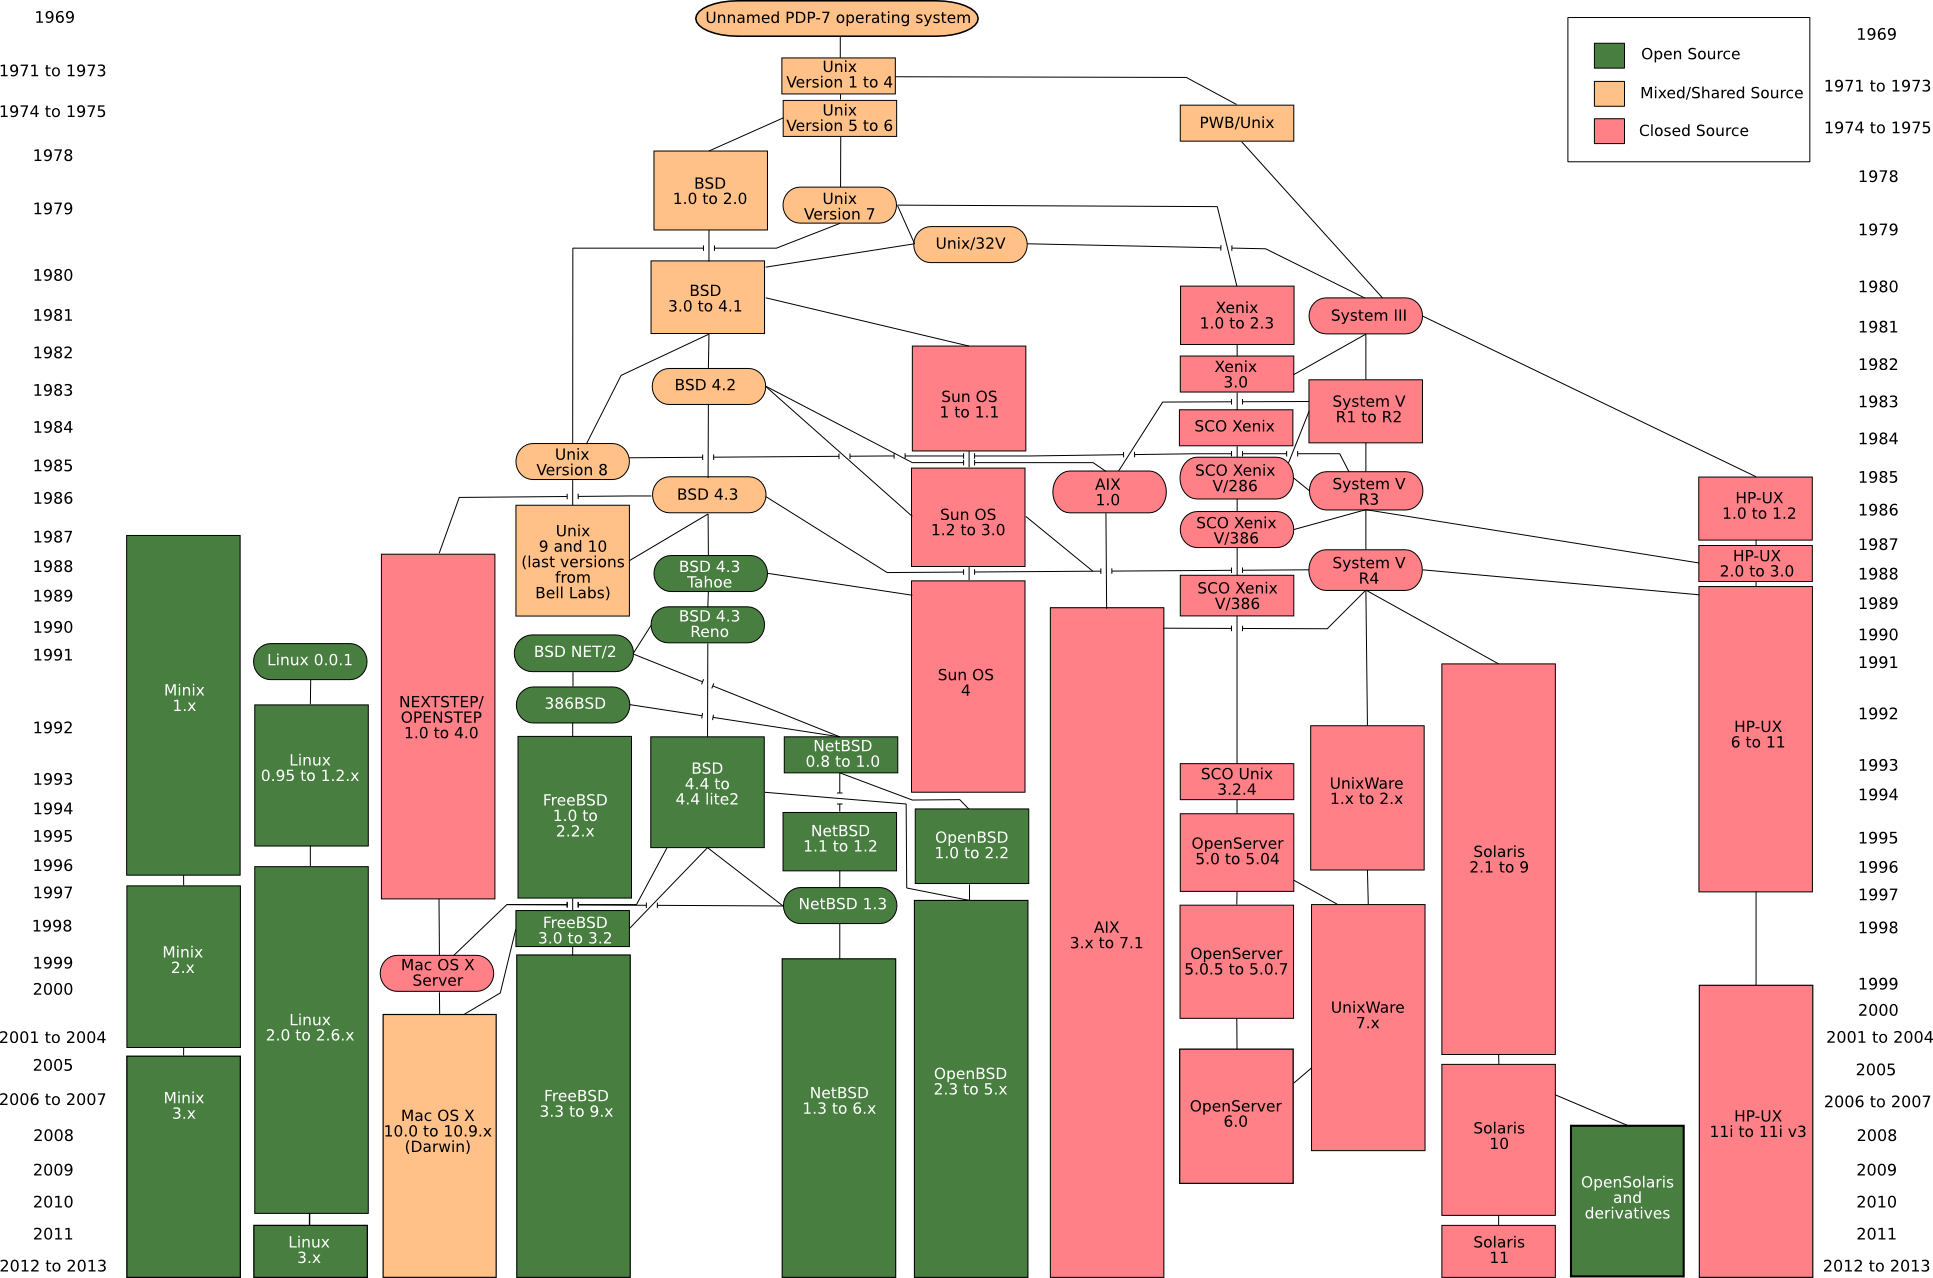 1969
1971 to 1973
1974 to 1975
1978
1979
1980
1981
1982
1983
1984
1985
1986
1987
1988
1989
1990
1991
1992
1993
1994
1995
1996
1997
1998
1999
2000
2001 to 2004
2005
2006 to 2007
2008
2009
2010
2011
2012 to 2013
Unnamed PDP-7 operating system
Unix
Version 1 to 4
Unix
Version 5 to 6
PWB/Unix
BSD
1.0 to 2.0
Unix
Version 7
Unix/32V
BSD
3.0 to 4.1
Xenix
1.0 to 2.3
System III
Xenix
3.0
BSD 4.2
Sun OS
1 to 1.1
System V
R1 to R2
SCO Xenix
Unix
Version 8
SCO Xenix
V/286
BSD 4.3
AIX
1.0
System V
R3
HP-UX
1.0 to 1.2
Sun OS
1.2 to 3.0
SCO Xenix
V/386
Unix
9 and 10
(last versions
from
Bell Labs)
HP-UX
2.0 to 3.0
BSD 4.3
Tahoe
System V
R4
SCO Xenix
V/386
BSD 4.3
Reno
BSD NET/2
Linux 0.0.1
Minix
1.x
Sun OS
4
386BSD
NEXTSTEP/
OPENSTEP
1.0 to 4.0
HP-UX
6 to 11
Linux
0.95 to 1.2.x
NetBSD
0.8 to 1.0
BSD
4.4 to
4.4 lite2
SCO Unix
3.2.4
UnixWare
1.x to 2.x
FreeBSD
1.0 to
2.2.x
NetBSD
1.1 to 1.2
OpenBSD
1.0 to 2.2
OpenServer
5.0 to 5.04
Solaris
2.1 to 9
NetBSD 1.3
FreeBSD
3.0 to 3.2
AIX
3.x to 7.1
Minix
2.x
OpenServer
5.0.5 to 5.0.7
Mac OS X
Server
UnixWare
7.x
Linux
2.0 to 2.6.x
OpenBSD
2.3 to 5.x
Minix
3.x
FreeBSD
3.3 to 9.x
NetBSD
1.3 to 6.x
OpenServer
6.0
Mac OS X
10.0 to 10.9.x
(Darwin)
Solaris
10
HP-UX
11i to 11i v3
OpenSolaris
and
derivatives
Linux
3.x
Solaris
11
Open Source
Mixed/Shared Source
Closed Source
1969
1971 to 1973
1974 to 1975
1978
1979
1980
1981
1982
1983
1984
1985
1986
1987
1988
1989
1990
1991
1992
1993
1994
1995
1996
1997
1998
1999
2000
2001 to 2004
2005
2006 to 2007
2008
2009
2010
2011
2012 to 2013